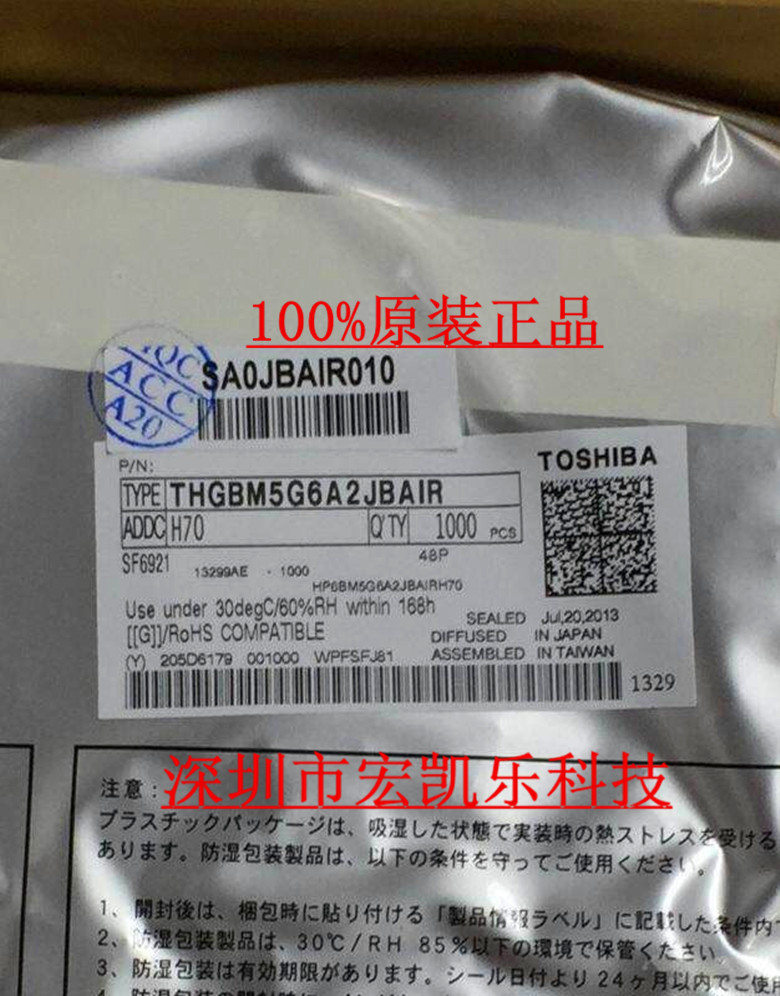 100%原装正品
IQC
ACC
A20
SA0JBAIR010
P/N:
TOSHIBA
TYPE THGBM5G6A2JBAIR
ADDC H70 Q'TY 1000 PCS
SF6921 13299AE - 1000 48P
HP6BM5G6A2JBAIRH70
Use under 30degC/60%RH within 168h
SEALED Jul,20,2013
[[G]]/RoHS COMPATIBLE
DIFFUSED IN JAPAN
(Y) 205D6179 001000 WPFSFJ81
ASSEMBLED IN TAIWAN
1329
深圳市宏凯乐科技
注意:
プラスチックパッケージは、吸湿した状態で実装時の熱ストレスを受ける
あります。防湿包装製品は、以下の条件を守ってご使用ください。
1、開封後は、梱包時に貼り付ける「製品情報ラベル」に記載した条件内
2、防湿包装製品は、30℃/RH 85%以下の環境で保管ください
3、防湿包装は有効期限があります。シール日付より24ヶ月以内でご使